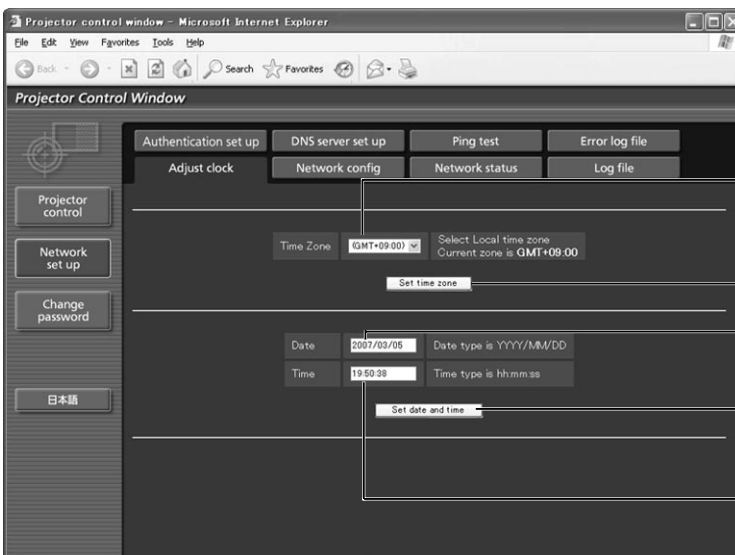 Projector control window - Microsoft Internet Explorer
File Edit View Favorites Tools Help
Back Search Favorites
Projector Control Window
Authentication set up DNS server set up Ping test Error log file
Adjust clock Network config Network status Log file
Projector
control
Network
set up
Change
password
日本語
Time Zone (GMT+09:00) Select Local time zone
Current zone is GMT+09:00
Set time zone
Date 2007/03/05 Date type is YYYY/MM/DD
Time 19:50:38 Time type is hh:mm:ss
Set date and time